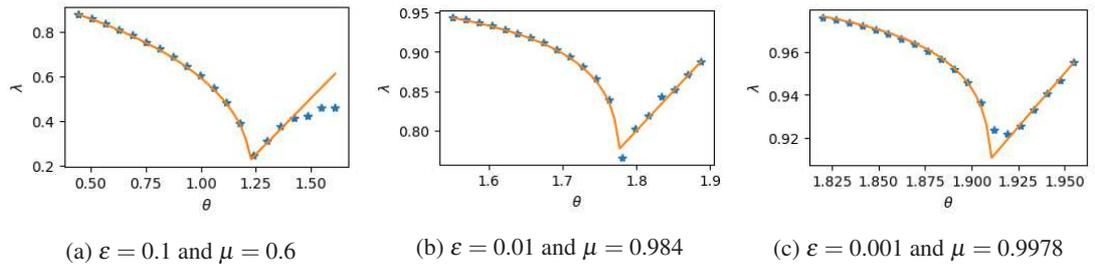 λ
0.8
0.6
0.4
0.2
0.50 0.75 1.00 1.25 1.50
θ
λ
0.95
0.90
0.85
0.80
1.6 1.7 1.8 1.9
θ
λ
0.96
0.94
0.92
1.825 1.850 1.875 1.900 1.925 1.950
θ
(a) ε = 0.1 and μ = 0.6
(b) ε = 0.01 and μ = 0.984
(c) ε = 0.001 and μ = 0.9978